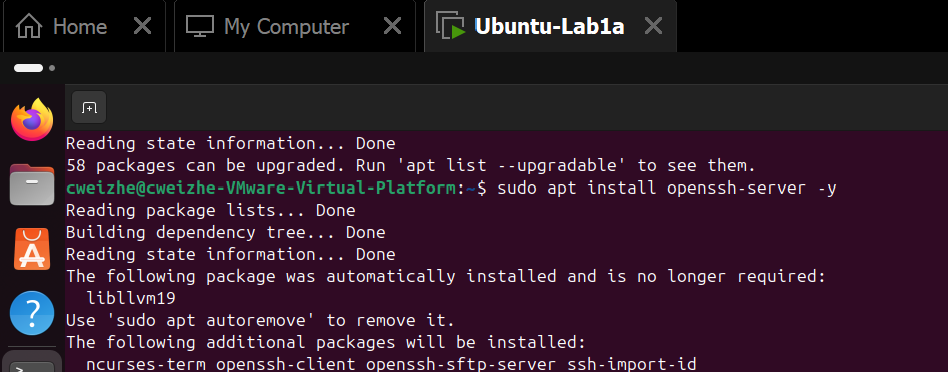 Home
My Computer
Ubuntu-Lab1a
Reading state information... Done
58 packages can be upgraded. Run 'apt list --upgradable' to see them.
cweizhe@cweizhe-VMware-Virtual-Platform:~$ sudo apt install openssh-server -y
Reading package lists... Done
Building dependency tree... Done
Reading state information... Done
The following package was automatically installed and is no longer required:
libllvm19
Use 'sudo apt autoremove' to remove it.
The following additional packages will be installed:
ncurses-term openssh-client openssh-sftp-server ssh-import-id